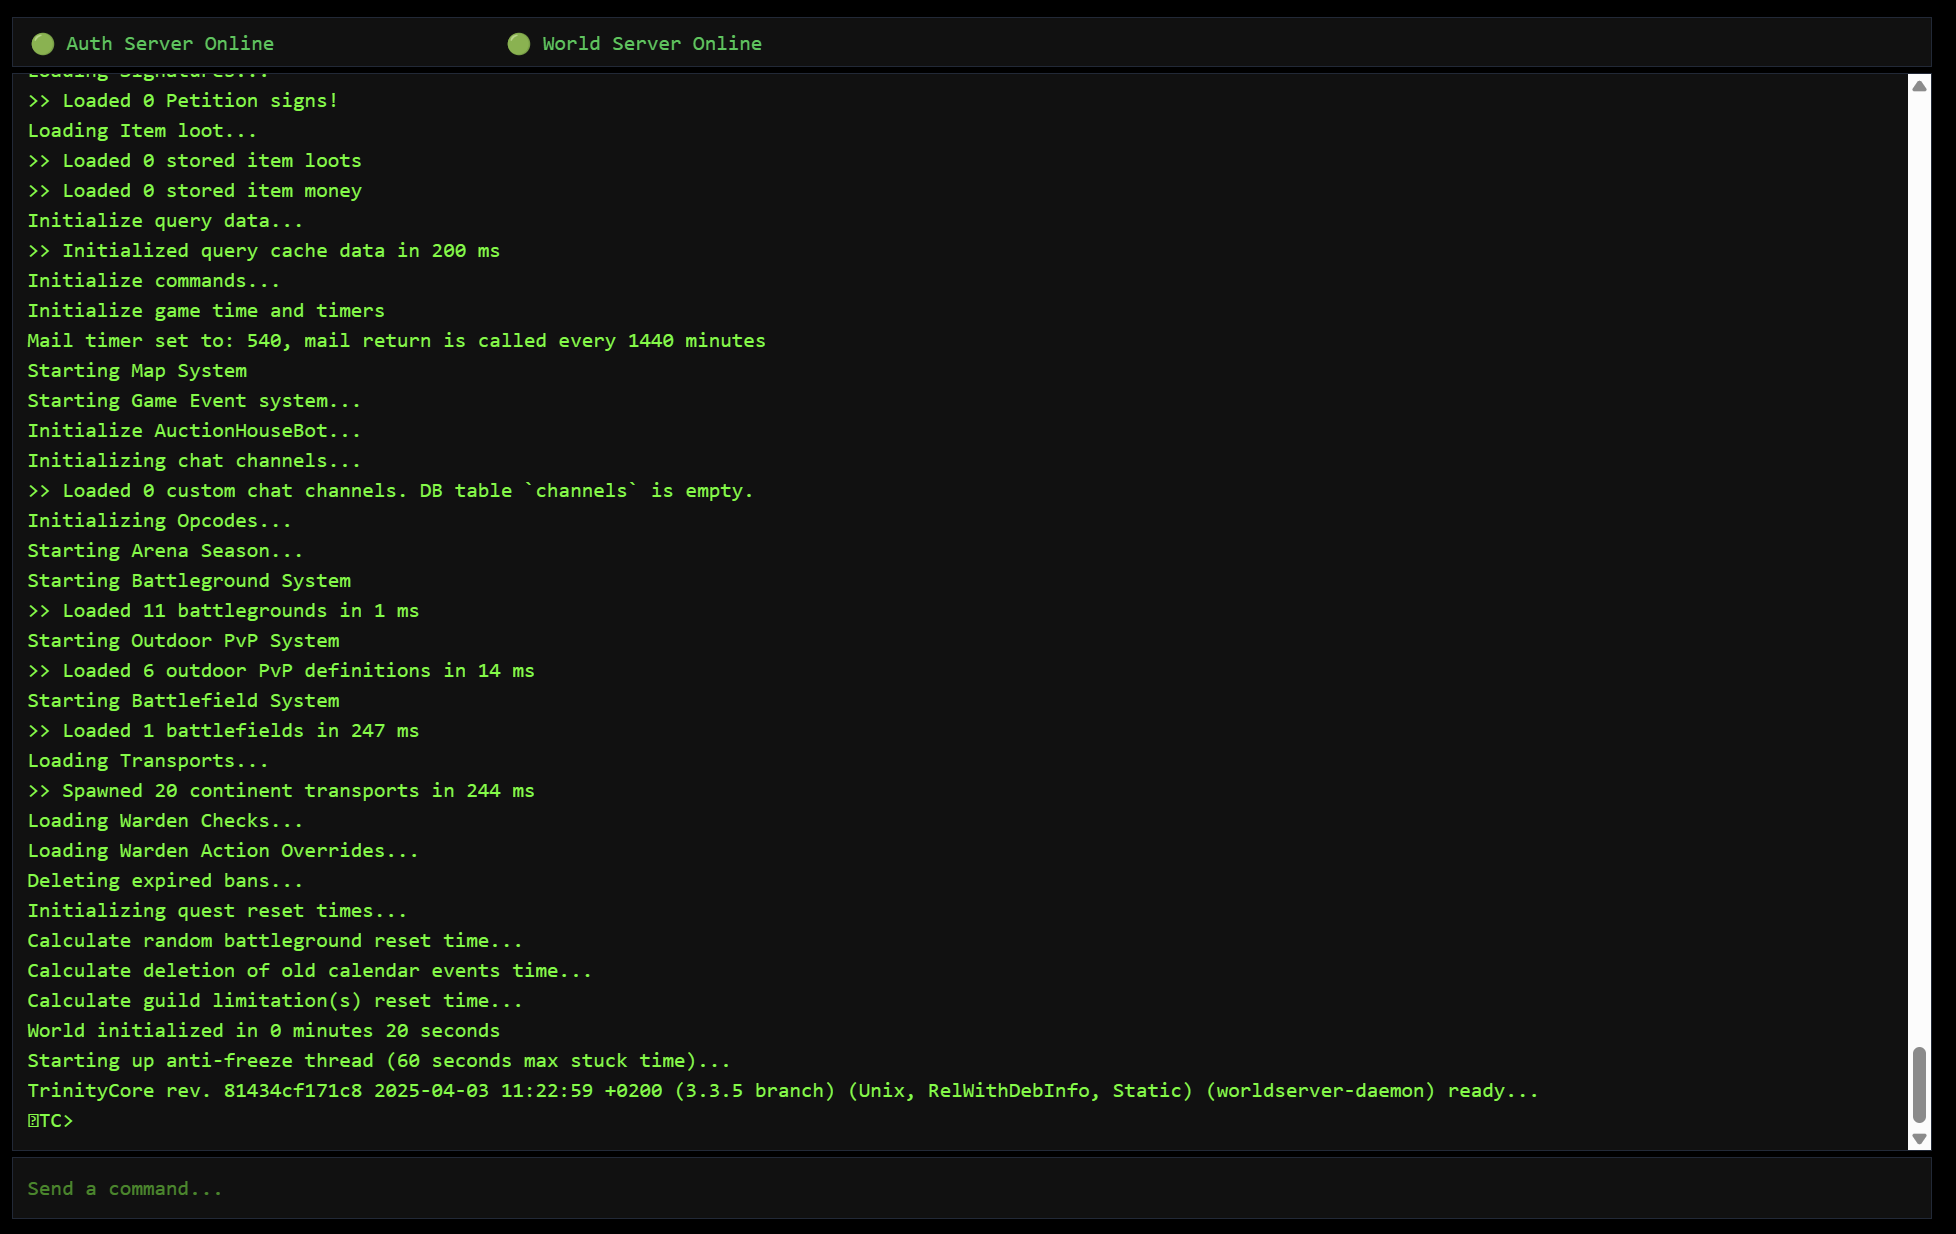 Auth Server Online
World Server Online
Loading Signatures...
>> Loaded 0 Petition signs!
Loading Item loot...
>> Loaded 0 stored item loots
>> Loaded 0 stored item money
Initialize query data...
>> Initialized query cache data in 200 ms
Initialize commands...
Initialize game time and timers
Mail timer set to: 540, mail return is called every 1440 minutes
Starting Map System
Starting Game Event system...
Initialize AuctionHouseBot...
Initializing chat channels...
>> Loaded 0 custom chat channels. DB table `channels` is empty.
Initializing Opcodes...
Starting Arena Season...
Starting Battleground System
>> Loaded 11 battlegrounds in 1 ms
Starting Outdoor PvP System
>> Loaded 6 outdoor PvP definitions in 14 ms
Starting Battlefield System
>> Loaded 1 battlefields in 247 ms
Loading Transports...
>> Spawned 20 continent transports in 244 ms
Loading Warden Checks...
Loading Warden Action Overrides...
Deleting expired bans...
Initializing quest reset times...
Calculate random battleground reset time...
Calculate deletion of old calendar events time...
Calculate guild limitation(s) reset time...
World initialized in 0 minutes 20 seconds
Starting up anti-freeze thread (60 seconds max stuck time)...
TrinityCore rev. 81434cf171c8 2025-04-03 11:22:59 +0200 (3.3.5 branch) (Unix, RelWithDebInfo, Static) (worldserver-daemon) ready...
TC>
Send a command...